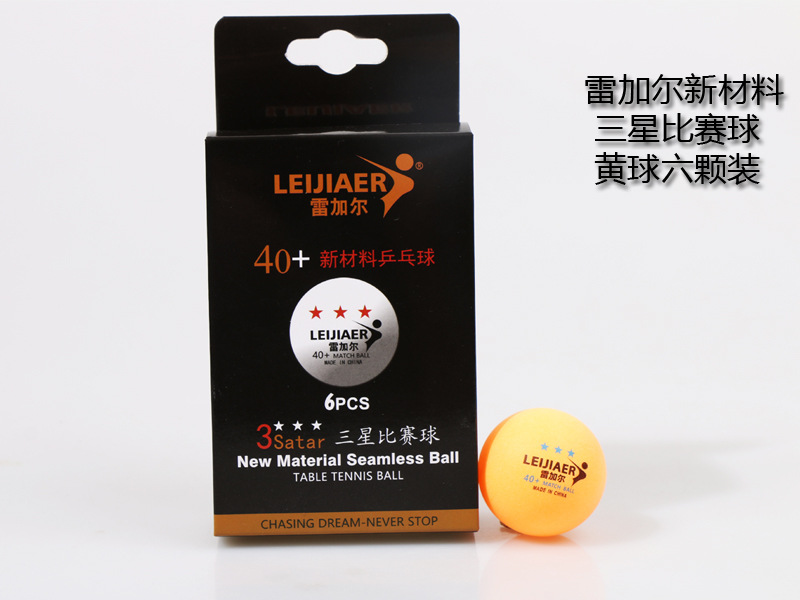 雷加尔新材料
三星比赛球
黄球六颗装
LEIJIAER®
雷加尔
40+ 新材料乒乓球
LEIJIAER
雷加尔
40+ MATCH BALL
MADE IN CHINA
6PCS
3Satar 三星比赛球
New Material Seamless Ball
TABLE TENNIS BALL
CHASING DREAM-NEVER STOP
LEIJIAER
雷加尔
40+ MATCH BALL
MADE IN CHINA